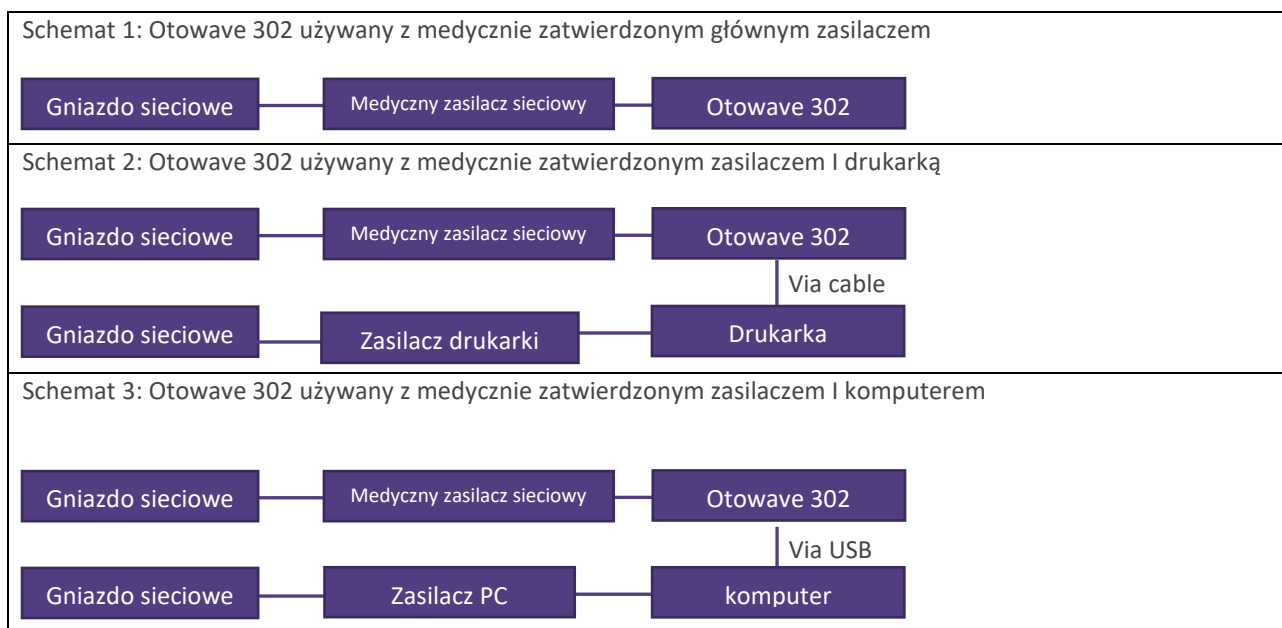 Schemat 1: Otowave 302 używany z medycznie zatwierdzonym głównym zasilaczem
Gniazdo sieciowe Medyczny zasilacz sieciowy Otowave 302
Schemat 2: Otowave 302 używany z medycznie zatwierdzonym zasilaczem I drukarką
Gniazdo sieciowe Medyczny zasilacz sieciowy Otowave 302
Via cable
Gniazdo sieciowe Zasilacz drukarki Drukarka
Schemat 3: Otowave 302 używany z medycznie zatwierdzonym zasilaczem I komputerem
Gniazdo sieciowe Medyczny zasilacz sieciowy Otowave 302
Via USB
Gniazdo sieciowe Zasilacz PC komputer